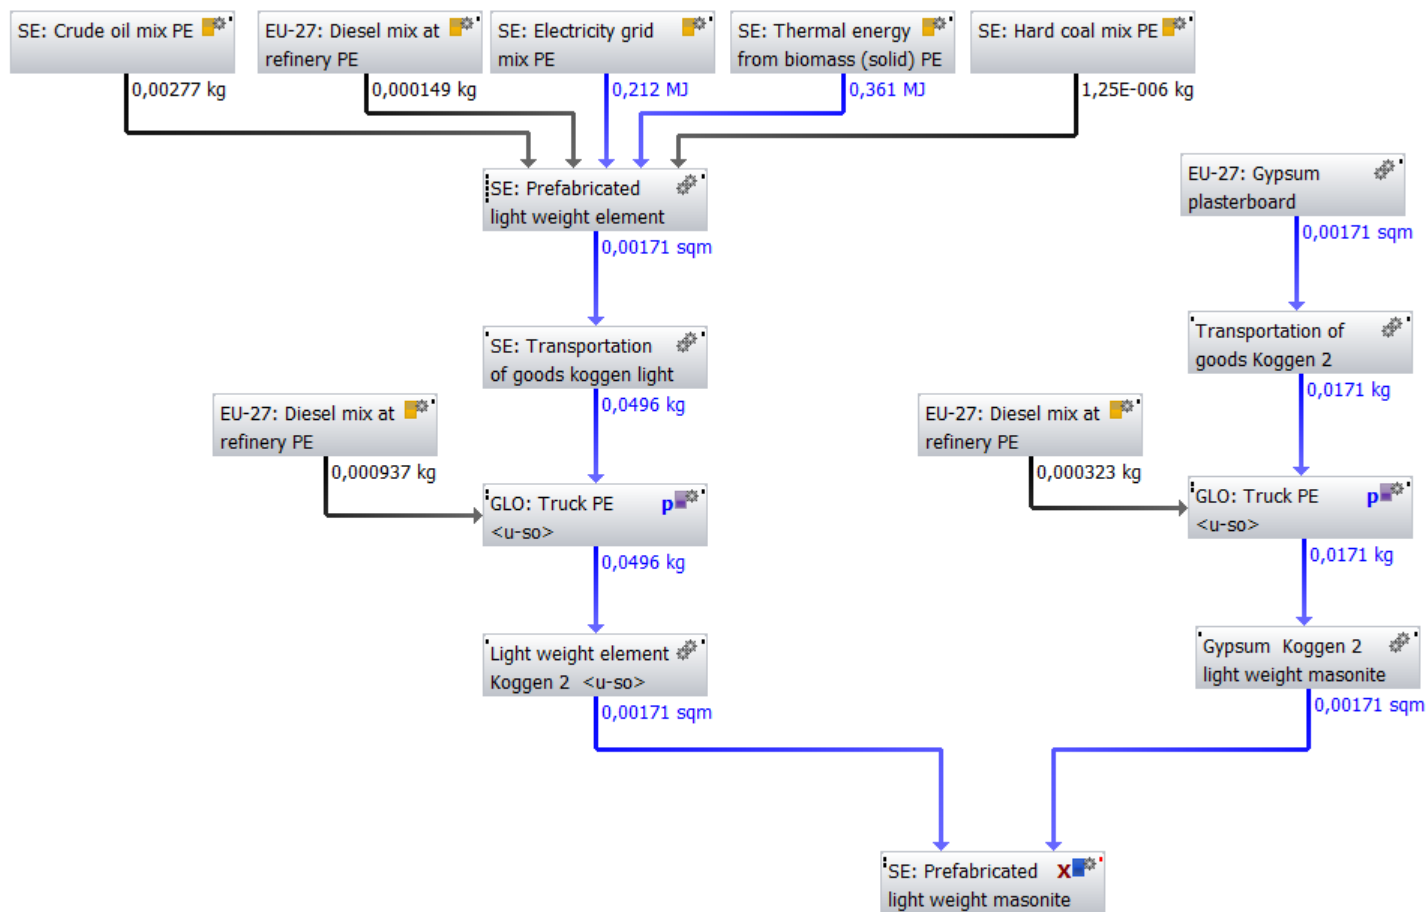 SE: Crude oil mix PE
EU-27: Diesel mix at
refinery PE
SE: Electricity grid
mix PE
SE: Thermal energy
from biomass (solid) PE
SE: Hard coal mix PE
0,00277 kg
0,000149 kg
0,212 MJ
0,361 MJ
1,25E-006 kg
SE: Prefabricated
light weight element
EU-27: Gypsum
plasterboard
0,00171 sqm
0,00171 sqm
SE: Transportation
of goods koggen light
Transportation of
goods Koggen 2
0,0496 kg
0,0171 kg
EU-27: Diesel mix at
refinery PE
EU-27: Diesel mix at
refinery PE
0,000937 kg
0,000323 kg
GLO: Truck PE
<u-so>
p
GLO: Truck PE
<u-so>
p
0,0496 kg
0,0171 kg
Light weight element
Koggen 2 <u-so>
Gypsum Koggen 2
light weight masonite
0,00171 sqm
0,00171 sqm
SE: Prefabricated
light weight masonite
X